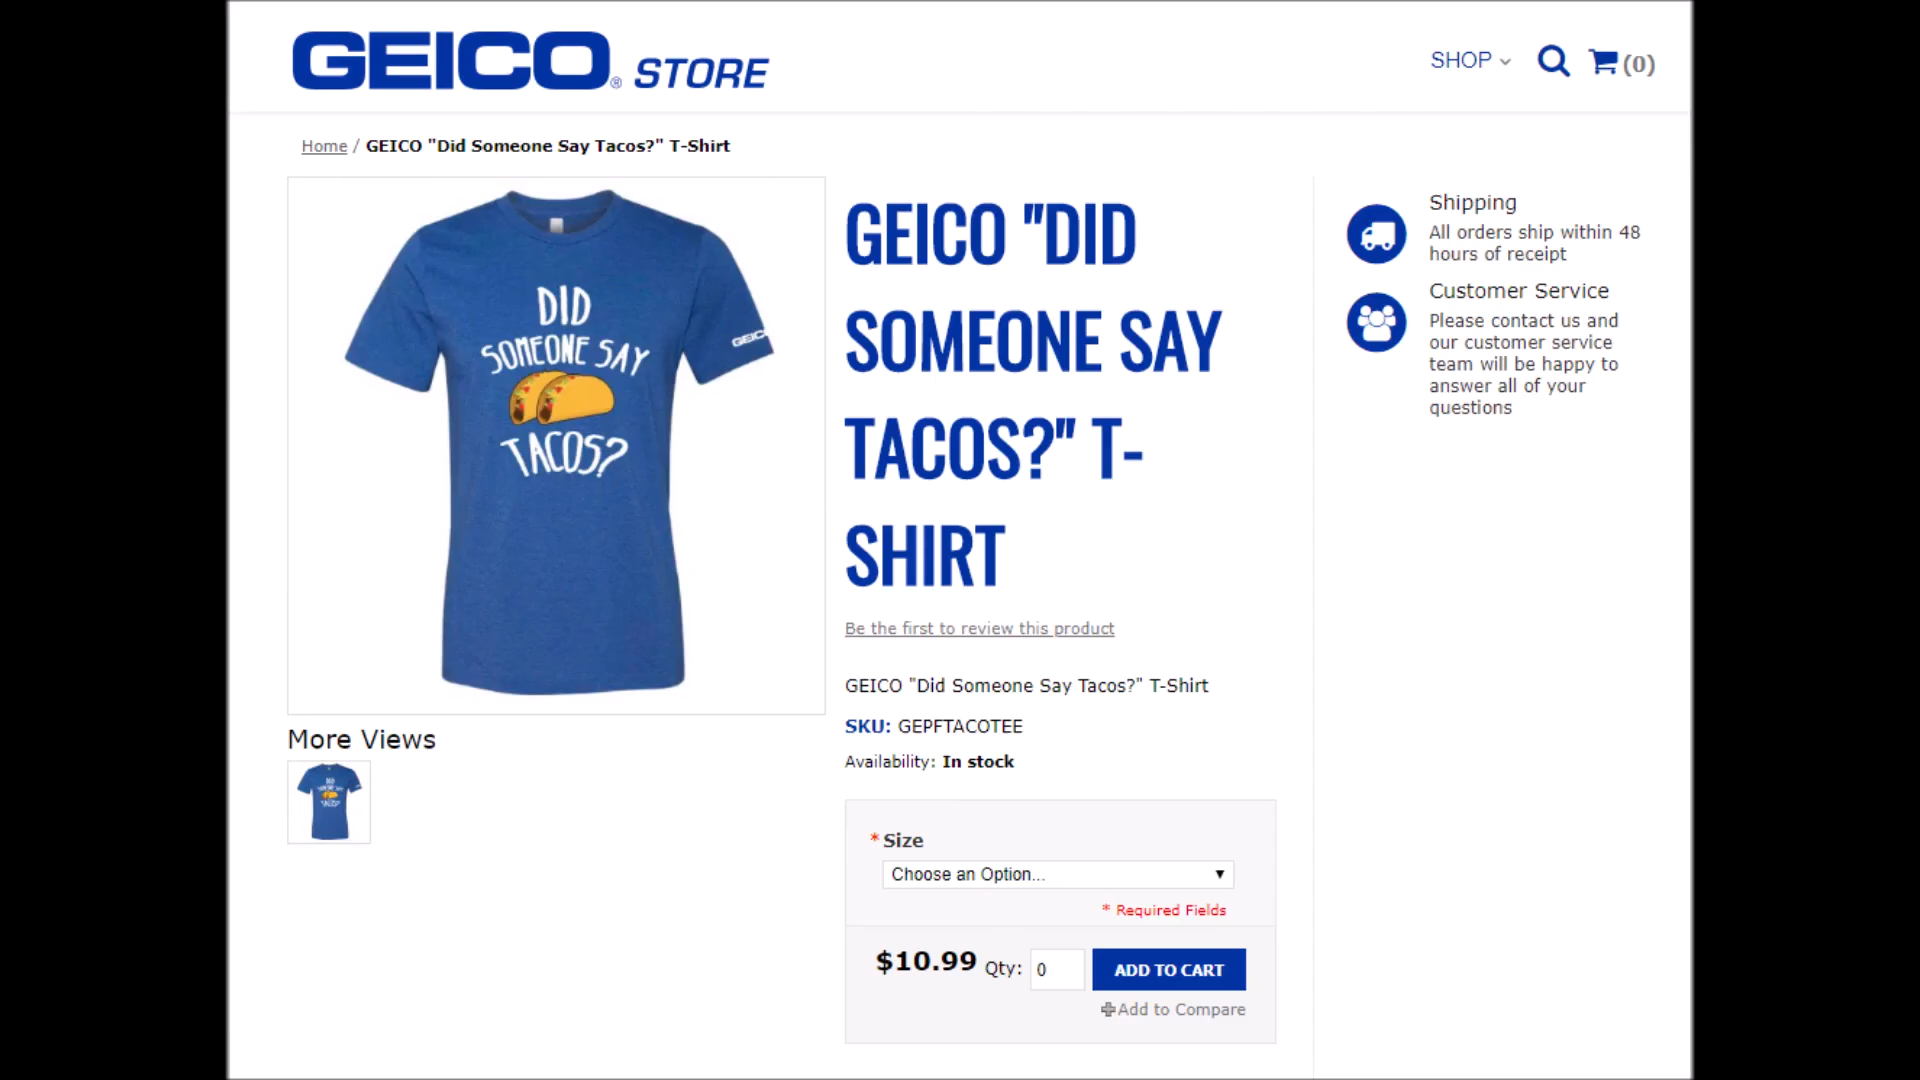 GEICO® STORE
SHOP
(0)
Home / GEICO "Did Someone Say Tacos?" T-Shirt
DID
SOMEONE SAY
TACOS?
GEICO
More Views
GEICO "DID
SOMEONE SAY
TACOS?" T-
SHIRT
Be the first to review this product
GEICO "Did Someone Say Tacos?" T-Shirt
SKU: GEPFTACOTEE
Availability: In stock
* Size
Choose an Option...
* Required Fields
$10.99 Qty: 0 ADD TO CART
Add to Compare
Shipping
All orders ship within 48
hours of receipt
Customer Service
Please contact us and
our customer service
team will be happy to
answer all of your
questions